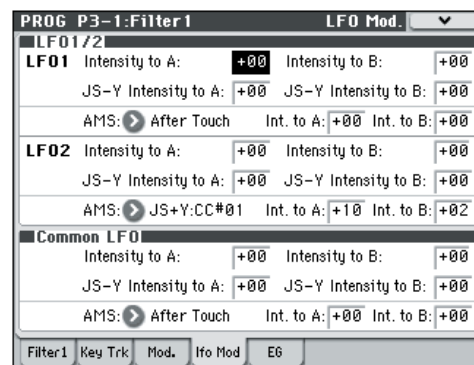 PROG P3-1:Filter1 LFO Mod.
LFO1/2
LFO1 Intensity to A: +00 Intensity to B: +00
JS-Y Intensity to A: +00 JS-Y Intensity to B: +00
AMS: After Touch Int. to A: +00 Int. to B: +00
LFO2 Intensity to A: +00 Intensity to B: +00
JS-Y Intensity to A: +00 JS-Y Intensity to B: +00
AMS: JS+Y:CC#01 Int. to A: +10 Int. to B: +02
Common LFO
Intensity to A: +00 Intensity to B: +00
JS-Y Intensity to A: +00 JS-Y Intensity to B: +00
AMS: After Touch Int. to A: +00 Int. to B: +00
Filter1 Key Trk Mod. lfo Mod EG